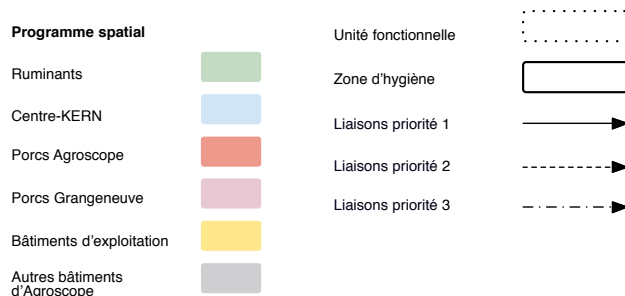 Programme spatial
Ruminants
Centre-KERN
Porcs Agroscope
Porcs Grangeneuve
Bâtiments d'exploitation
Autres bâtiments
d'Agroscope
Unité fonctionnelle
Zone d'hygiène
Liaisons priorité 1
Liaisons priorité 2
Liaisons priorité 3